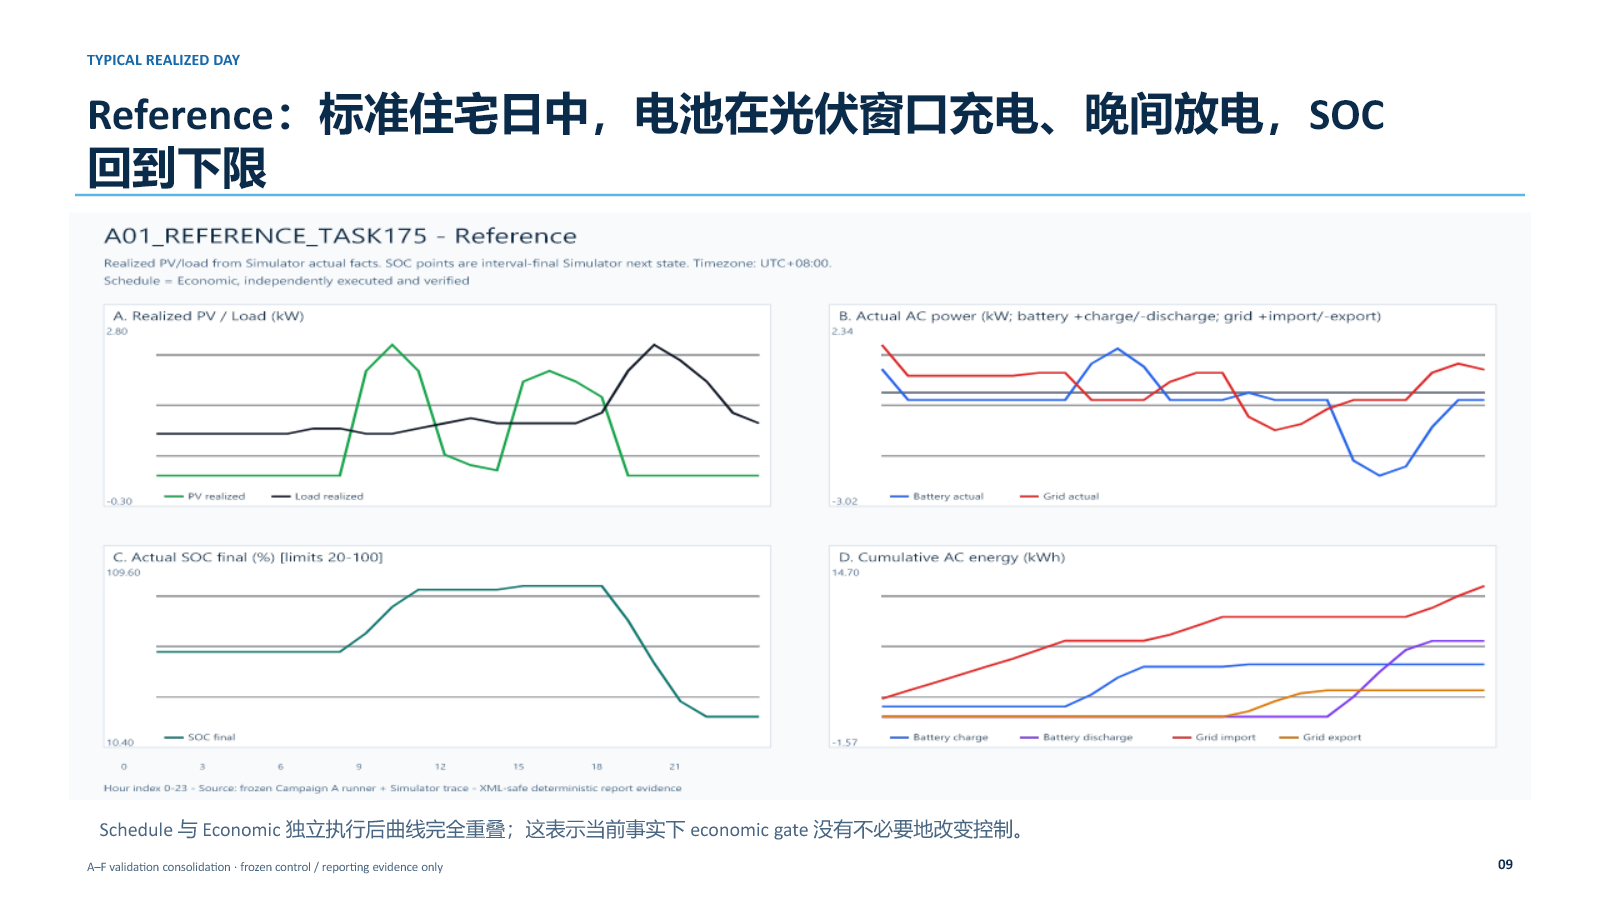 TYPICAL REALIZED DAY
Reference：标准住宅日中，电池在光伏窗口充电、晚间放电，SOC
回到下限
A01_REFERENCE_TASK175 - Reference
Realized PV/load from Simulator actual facts. SOC points are interval-final Simulator next state. Timezone: UTC+08:00.
Schedule = Economic, independently executed and verified
A. Realized PV / Load (kW)
2.80
-0.30
PV realized
Load realized
B. Actual AC power (kW; battery +charge/-discharge; grid +import/-export)
2.34
-3.02
Battery actual
Grid actual
C. Actual SOC final (%) [limits 20-100]
109.60
10.40
SOC final
0 3 6 9 12 15 18 21
D. Cumulative AC energy (kWh)
14.70
-1.57
Battery charge
Battery discharge
Grid import
Grid export
Hour index 0-23 - Source: frozen Campaign A runner + Simulator trace - XML-safe deterministic report evidence
Schedule 与 Economic 独立执行后曲线完全重叠；这表示当前事实下 economic gate 没有不必要地改变控制。
A–F validation consolidation · frozen control / reporting evidence only
09